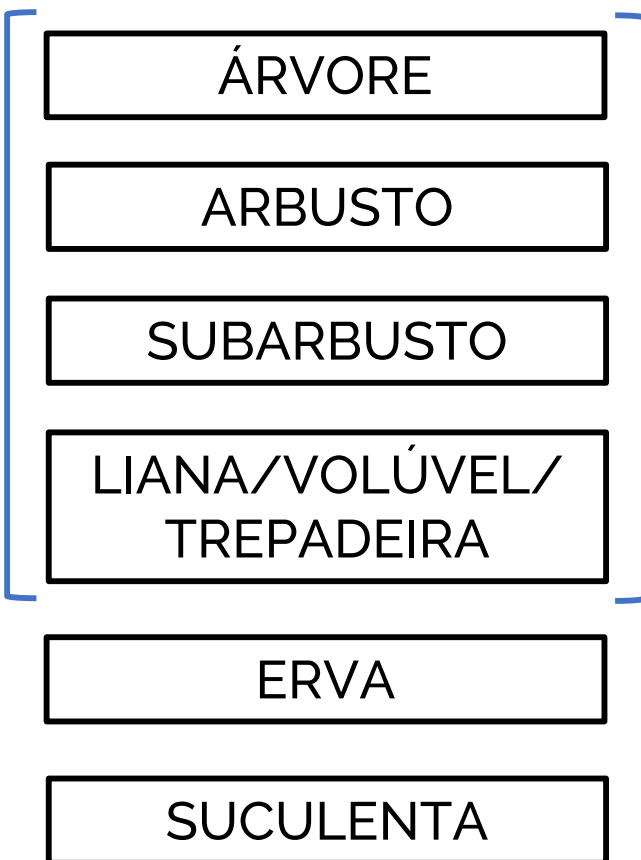 ÁRVORE
ARBUSTO
SUBARBUSTO
LIANA/VOLÚVEL/
TREPADEIRA
ERVA
SUCULENTA